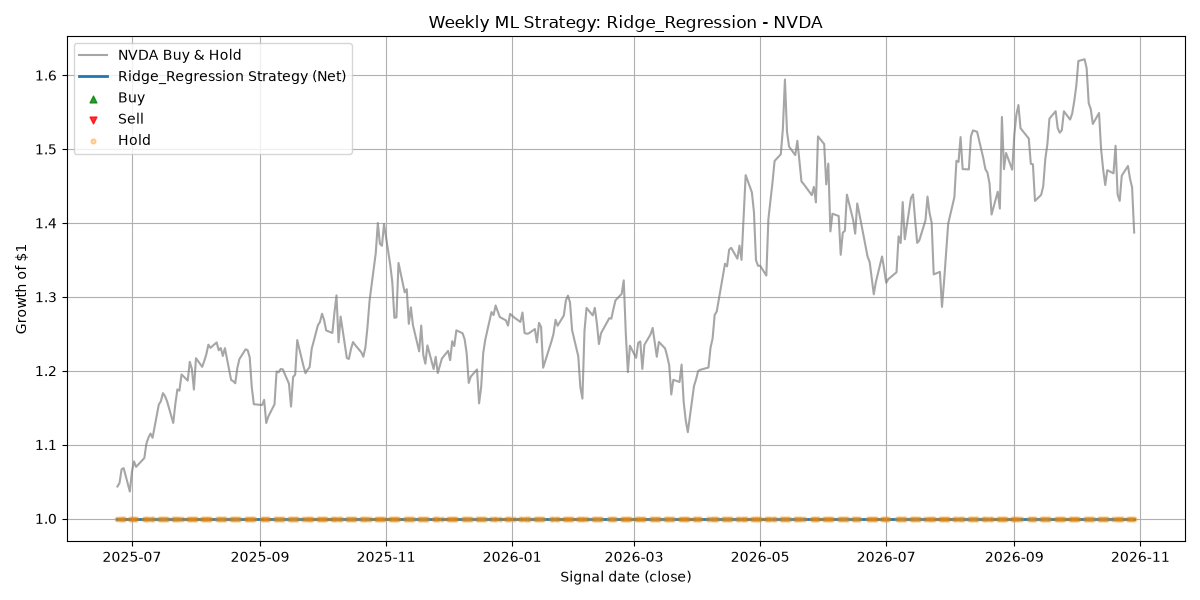 Weekly ML Strategy: Ridge_Regression - NVDA
NVDA Buy & Hold
Ridge_Regression Strategy (Net)
Buy
Sell
Hold
Growth of $1
1.6
1.5
1.4
1.3
1.2
1.1
1.0
2025-07
2025-09
2025-11
2026-01
2026-03
2026-05
2026-07
2026-09
2026-11
Signal date (close)